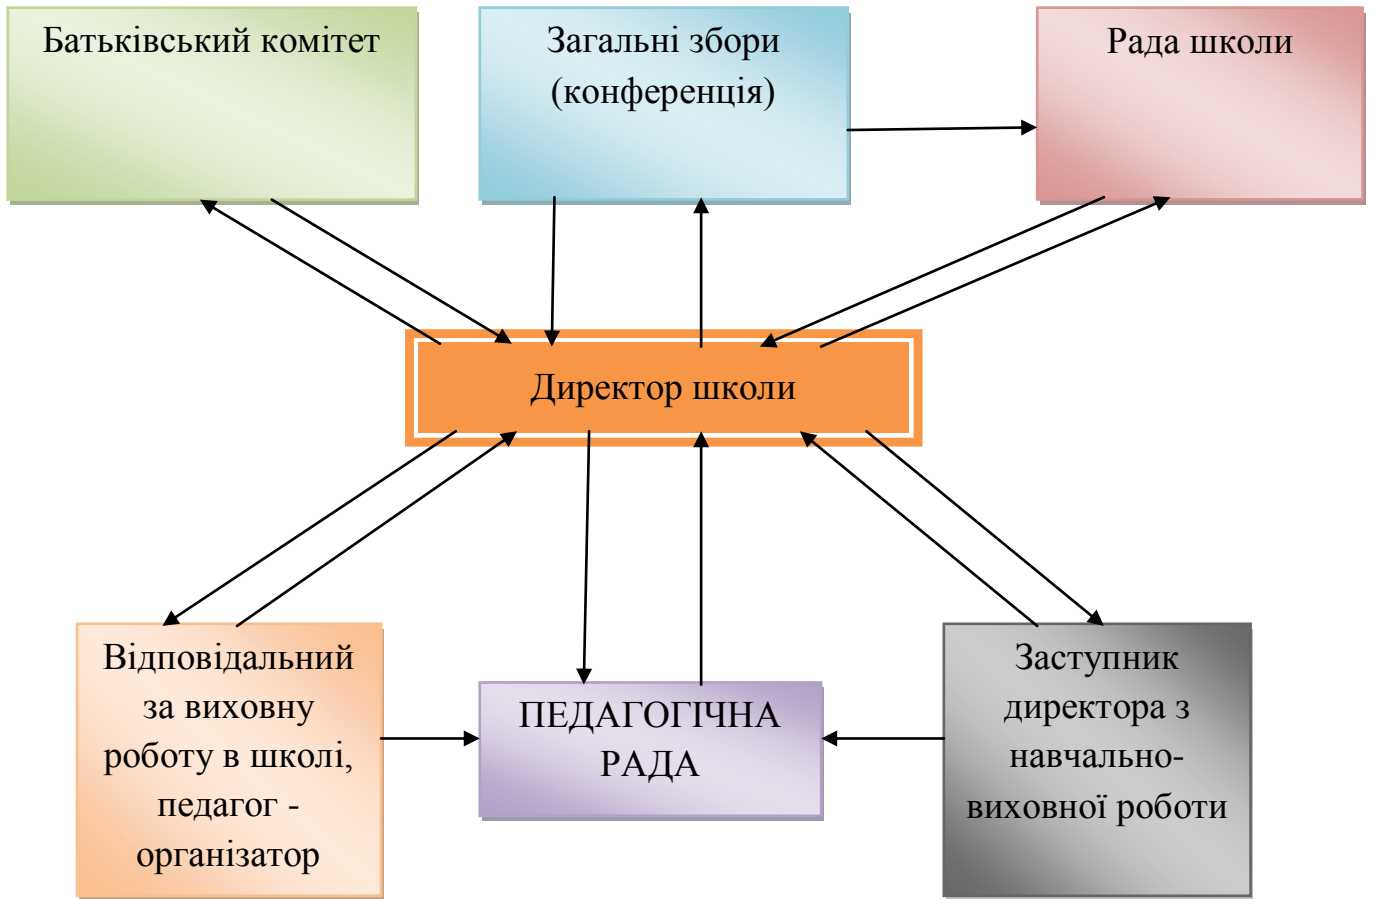 Батьківський комітет
Загальні збори
(конференція)
Рада школи
Директор школи
Відповідальний
за виховну
роботу в школі,
педагог -
організатор
ПЕДАГОГІЧНА
РАДА
Заступник
директора з
навчально-
виховної роботи